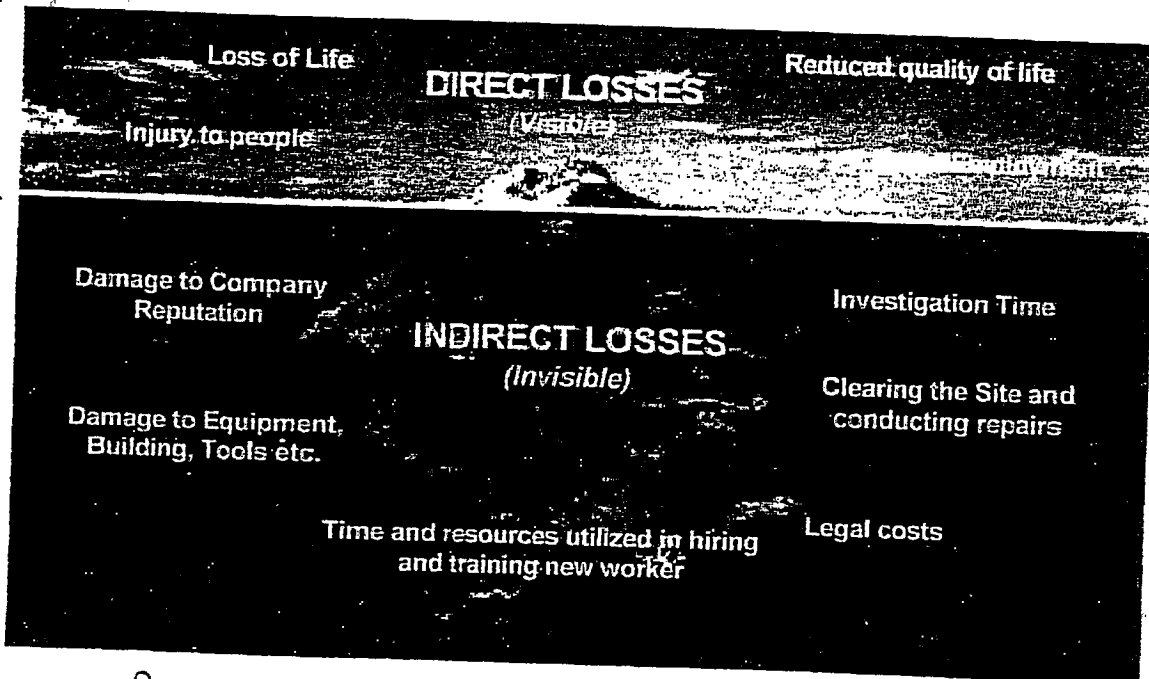 Loss of Life
DIRECT LOSSES
(Visible)
Reduced quality of life
Injury to people
Damage to Company
Reputation
INDIRECT LOSSES
(Invisible)
Investigation Time
Damage to Equipment,
Building, Tools etc.
Clearing the Site and
conducting repairs
Time and resources utilized in hiring
and training new worker
Legal costs